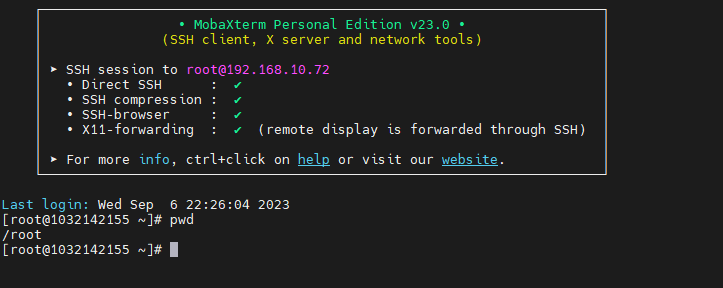 • MobaXterm Personal Edition v23.0 •
(SSH client, X server and network tools)
➤ SSH session to root@192.168.10.72
• Direct SSH : ✔
• SSH compression : ✔
• SSH-browser : ✔
• X11-forwarding : ✔ (remote display is forwarded through SSH)
➤ For more info, ctrl+click on help or visit our website.
Last login: Wed Sep 6 22:26:04 2023
[root@1032142155 ~]# pwd
/root
[root@1032142155 ~]#